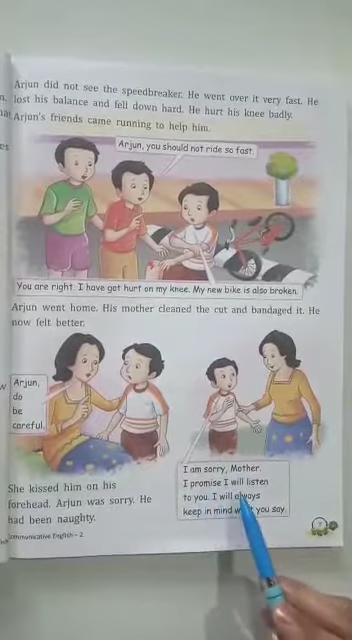 Arjun did not see the speedbreaker. He went over it very fast. He
lost his balance and fell down hard. He hurt his knee badly.
Arjun's friends came running to help him.
Arjun, you should not ride so fast.
You are right. I have got hurt on my knee. My new bike is also broken.
Arjun went home. His mother cleaned the cut and bandaged it. He
now felt better.
Arjun,
do
be
careful.
She kissed him on his
forehead. Arjun was sorry. He
had been naughty.
I am sorry, Mother.
I promise I will listen
to you. I will always
keep in mind you say.
Communicative English-2
7